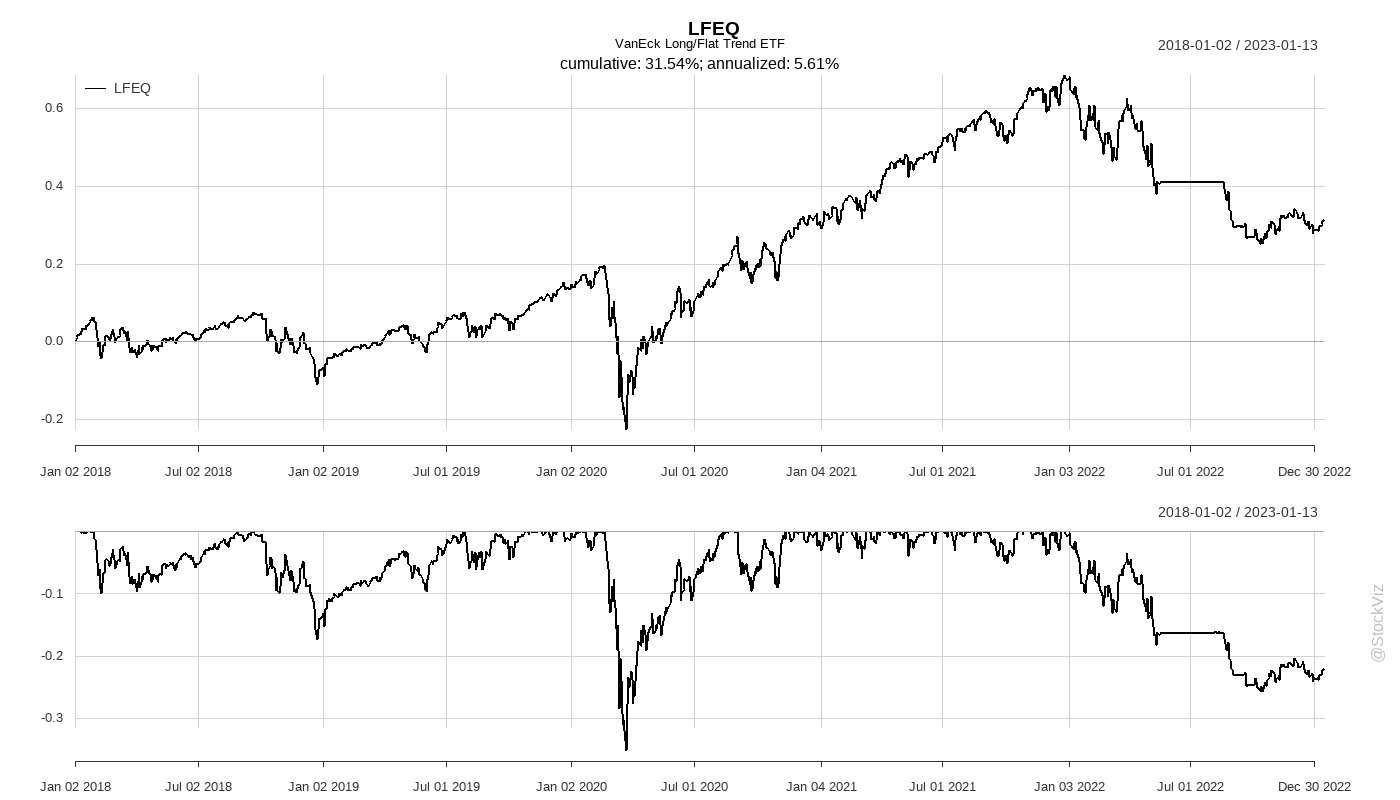 LFEQ
VanEck Long/Flat Trend ETF
cumulative: 31.54%; annualized: 5.61%
2018-01-02 / 2023-01-13
LFEQ
0.6
0.4
0.2
0.0
-0.2
Jan 02 2018 Jul 02 2018 Jan 02 2019 Jul 01 2019 Jan 02 2020 Jul 01 2020 Jan 04 2021 Jul 01 2021 Jan 03 2022 Jul 01 2022 Dec 30 2022
2018-01-02 / 2023-01-13
-0.1
-0.2
-0.3
Jan 02 2018 Jul 02 2018 Jan 02 2019 Jul 01 2019 Jan 02 2020 Jul 01 2020 Jan 04 2021 Jul 01 2021 Jan 03 2022 Jul 01 2022 Dec 30 2022
@StockViz